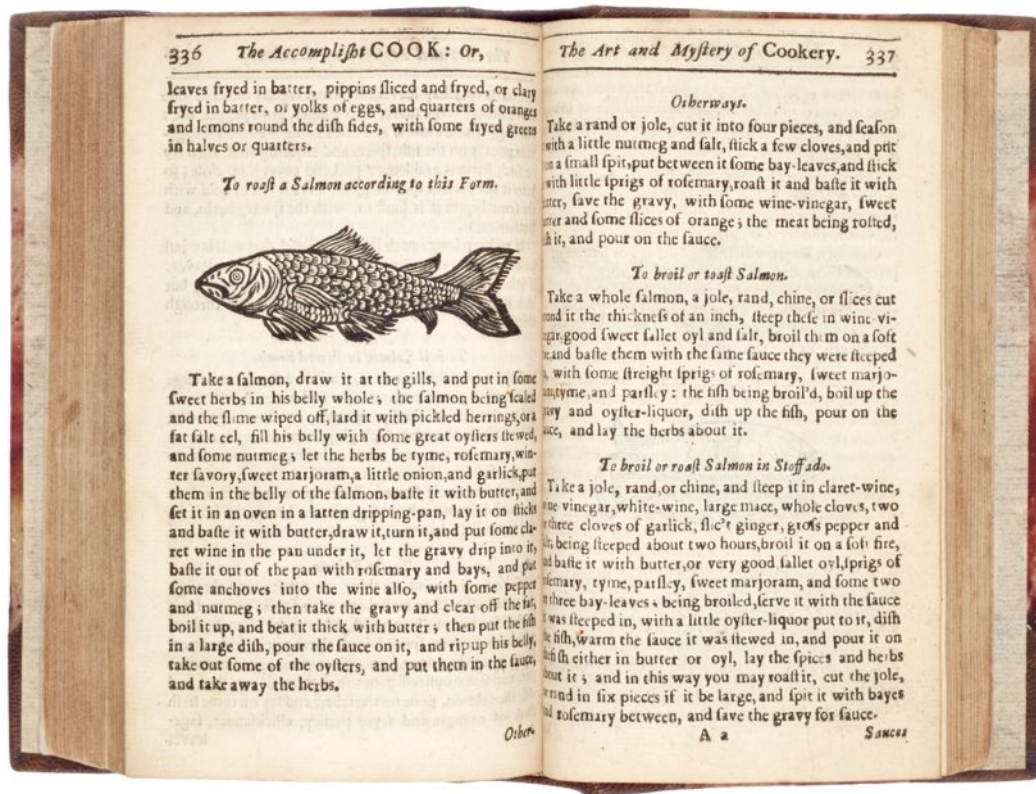 336 The Accompliſht COOK: Or,
leaves fryed in batter, pippins ſliced and fryed, or clary
fryed in batter, or yolks of eggs, and quarters of oranges
and lemons round the diſh ſides, with ſome fryed greens
in halves or quarters.
To roaſt a Salmon according to this Form.
Take a ſalmon, draw it at the gills, and put in ſome
ſweet herbs in his belly whole; the ſalmon being ſcaled
and the ſlime wiped off, lard it with pickled herrings, or a
fat ſalt eel, fill his belly with ſome great oyſters ſtewed,
and ſome nutmeg; let the herbs be tyme, roſemary, win-
ter ſavory, ſweet marjoram, a little onion, and garlick, put
them in the belly of the ſalmon, baſte it with butter, and
ſet it in an oven in a latten dripping-pan, lay it on ſticks
and baſte it with butter, draw it, turn it, and put ſome cla-
ret wine in the pan under it, let the gravy drip into it,
baſte it out of the pan with roſemary and bays, and put
ſome anchoves into the wine alſo, with ſome pepper
and nutmeg; then take the gravy and clear off the fat,
boil it up, and beat it thick with butter; then put the fiſh
in a large diſh, pour the ſauce on it, and rip up his belly,
take out ſome of the oyſters, and put them in the ſauce,
and take away the herbs.
Other-
The Art and Myſtery of Cookery. 337
Otherways.
Take a rand or jole, cut it into four pieces, and ſeaſon
with a little nutmeg and ſalt, ſtick a few cloves, and put
on a ſmall ſpit, put between it ſome bay-leaves, and ſtick
with little ſprigs of roſemary, roaſt it and baſte it with
utter, ſave the gravy, with ſome wine-vinegar, ſweet
utter and ſome ſlices of orange; the meat being roſted,
ſh it, and pour on the ſauce.
To broil or toaſt Salmon.
Take a whole ſalmon, a jole, rand, chine, or ſlices cut
ound it the thickneſs of an inch, ſteep theſe in wine-vi-
egar, good ſweet ſallet oyl and ſalt, broil them on a ſoft
re, and baſte them with the ſame ſauce they were ſteeped
with ſome ſtreight ſprigs of roſemary, ſweet marjo-
am, tyme, and parſley: the fiſh being broil'd, boil up the
avy and oyſter-liquor, diſh up the fiſh, pour on the
uce, and lay the herbs about it.
To broil or roaſt Salmon in Stoffado.
Take a jole, rand, or chine, and ſteep it in claret-wine,
ine-vinegar, white-wine, large mace, whole cloves, two
three cloves of garlick, ſlic't ginger, groſs pepper and
lt, being ſteeped about two hours, broil it on a ſoft fire,
nd baſte it with butter, or very good ſallet oyl, ſprigs of
oſemary, tyme, parſley, ſweet marjoram, and ſome two
three bay-leaves; being broiled, ſerve it with the ſauce
t was ſteeped in, with a little oyſter-liquor put to it, diſh
he fiſh, warm the ſauce it was ſtewed in, and pour it on
he fiſh either in butter or oyl, lay the ſpices and herbs
bout it; and in this way you may roaſt it, cut the jole,
r rand in ſix pieces if it be large, and ſpit it with bayes
d roſemary between, and ſave the gravy for ſauce.
A a Sauces